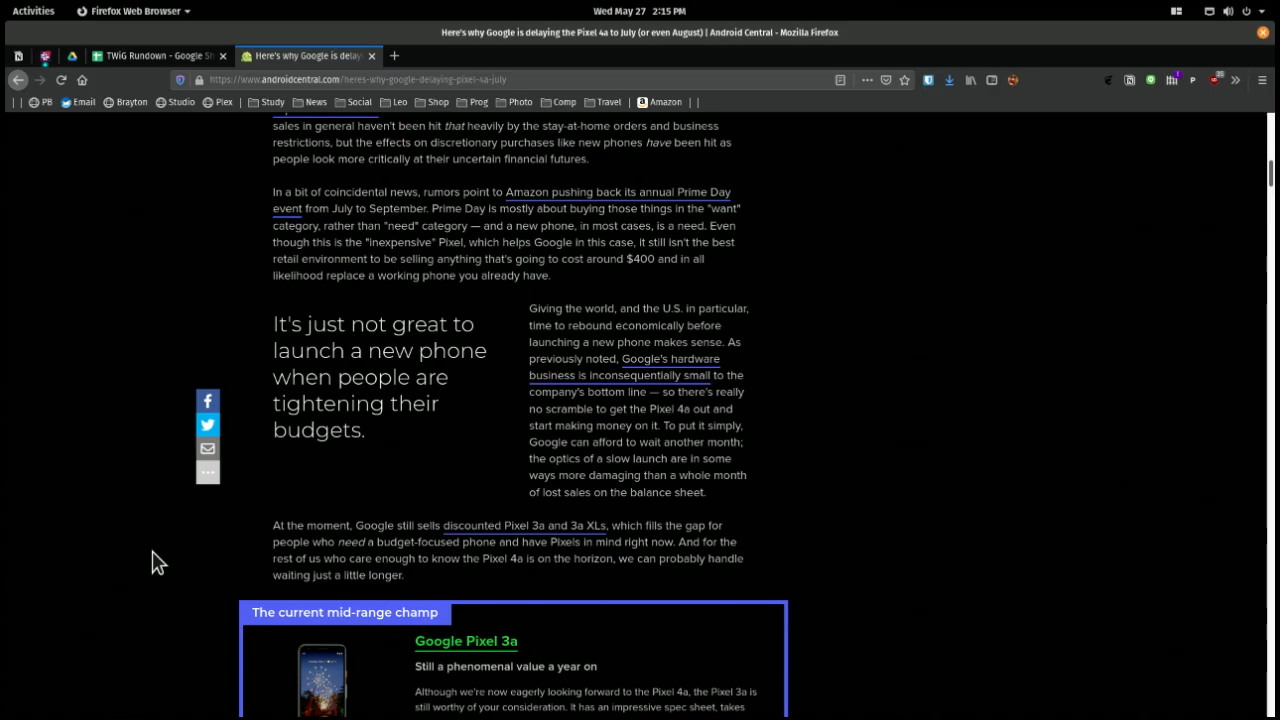 Activities
Firefox Web Browser
Wed May 27 2:15 PM
Here's why Google is delaying the Pixel 4a to July (or even August) | Android Central - Mozilla Firefox
TWiG Rundown - Google Sh
Here's why Google is delay
https://www.androidcentral.com/heres-why-google-delaying-pixel-4a-july
PB
Email
Brayton
Studio
Plex
Study
News
Social
Leo
Shop
Prog
Photo
Comp
Travel
Amazon
sales in general haven't been hit that heavily by the stay-at-home orders and business
restrictions, but the effects on discretionary purchases like new phones have been hit as
people look more critically at their uncertain financial futures.
In a bit of coincidental news, rumors point to Amazon pushing back its annual Prime Day
event from July to September. Prime Day is mostly about buying those things in the "want"
category, rather than "need" category — and a new phone, in most cases, is a need. Even
though this is the "inexpensive" Pixel, which helps Google in this case, it still isn't the best
retail environment to be selling anything that's going to cost around $400 and in all
likelihood replace a working phone you already have.
It's just not great to
launch a new phone
when people are
tightening their
budgets.
Giving the world, and the U.S. in particular,
time to rebound economically before
launching a new phone makes sense. As
previously noted, Google's hardware
business is inconsequentially small to the
company's bottom line — so there's really
no scramble to get the Pixel 4a out and
start making money on it. To put it simply,
Google can afford to wait another month;
the optics of a slow launch are in some
ways more damaging than a whole month
of lost sales on the balance sheet.
At the moment, Google still sells discounted Pixel 3a and 3a XLs, which fills the gap for
people who need a budget-focused phone and have Pixels in mind right now. And for the
rest of us who care enough to know the Pixel 4a is on the horizon, we can probably handle
waiting just a little longer.
The current mid-range champ
Google Pixel 3a
Still a phenomenal value a year on
Although we're now eagerly looking forward to the Pixel 4a, the Pixel 3a is
still worthy of your consideration. It has an impressive spec sheet, takes